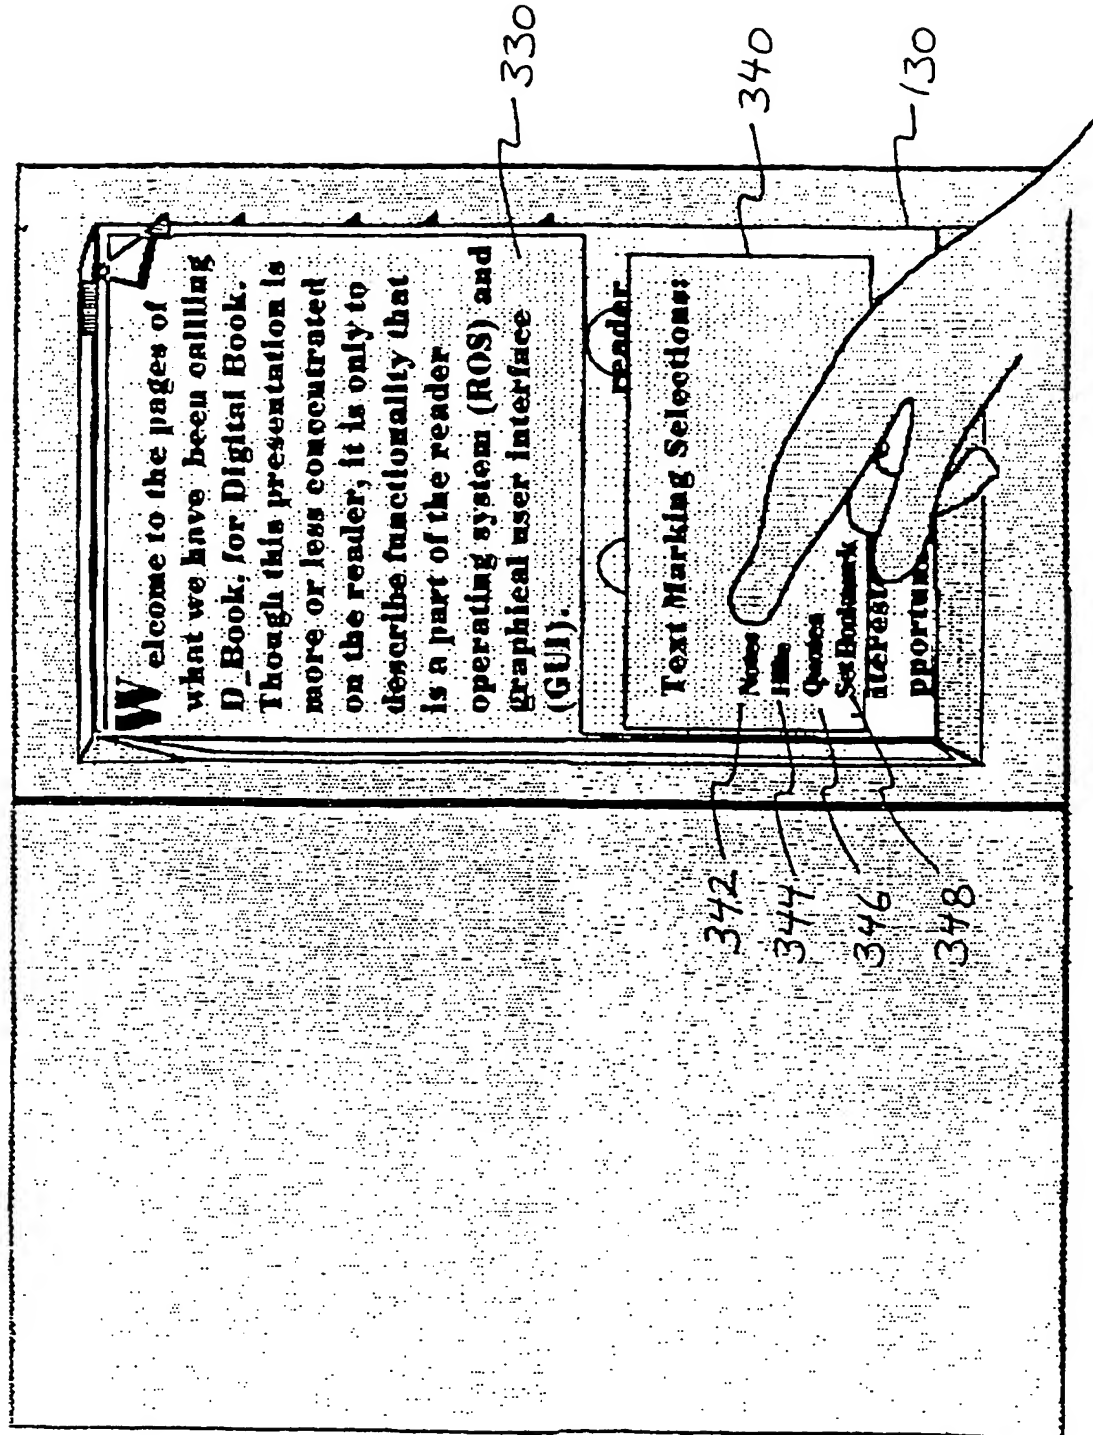 Welcome to the pages of
what we have been callling
D_Book, for Digital Book.
Though this presentation is
more or less conccutrated
on the reader, it is only to
describe functionality that
is a part of the reader
operating system (ROS) and
graphical user interface
(GUI).
reader
Text Marking Selections:
Notes
Quotes
Set Bookmark
pportun
330
340
130
342
344
346
348